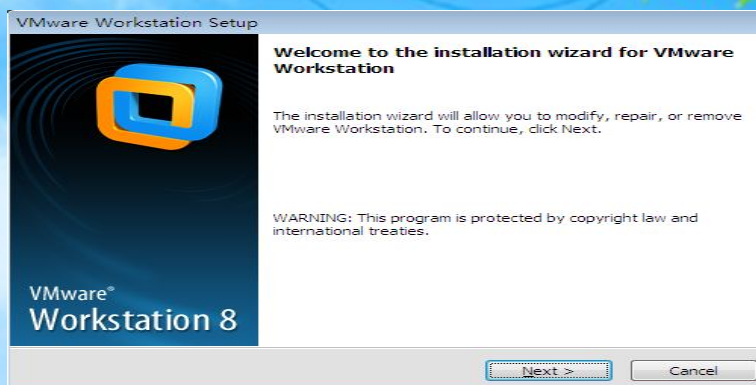 VMware Workstation Setup
Welcome to the installation wizard for VMware
Workstation
The installation wizard will allow you to modify, repair, or remove
VMware Workstation. To continue, click Next.
WARNING: This program is protected by copyright law and
international treaties.
VMware®
Workstation 8
Next >
Cancel